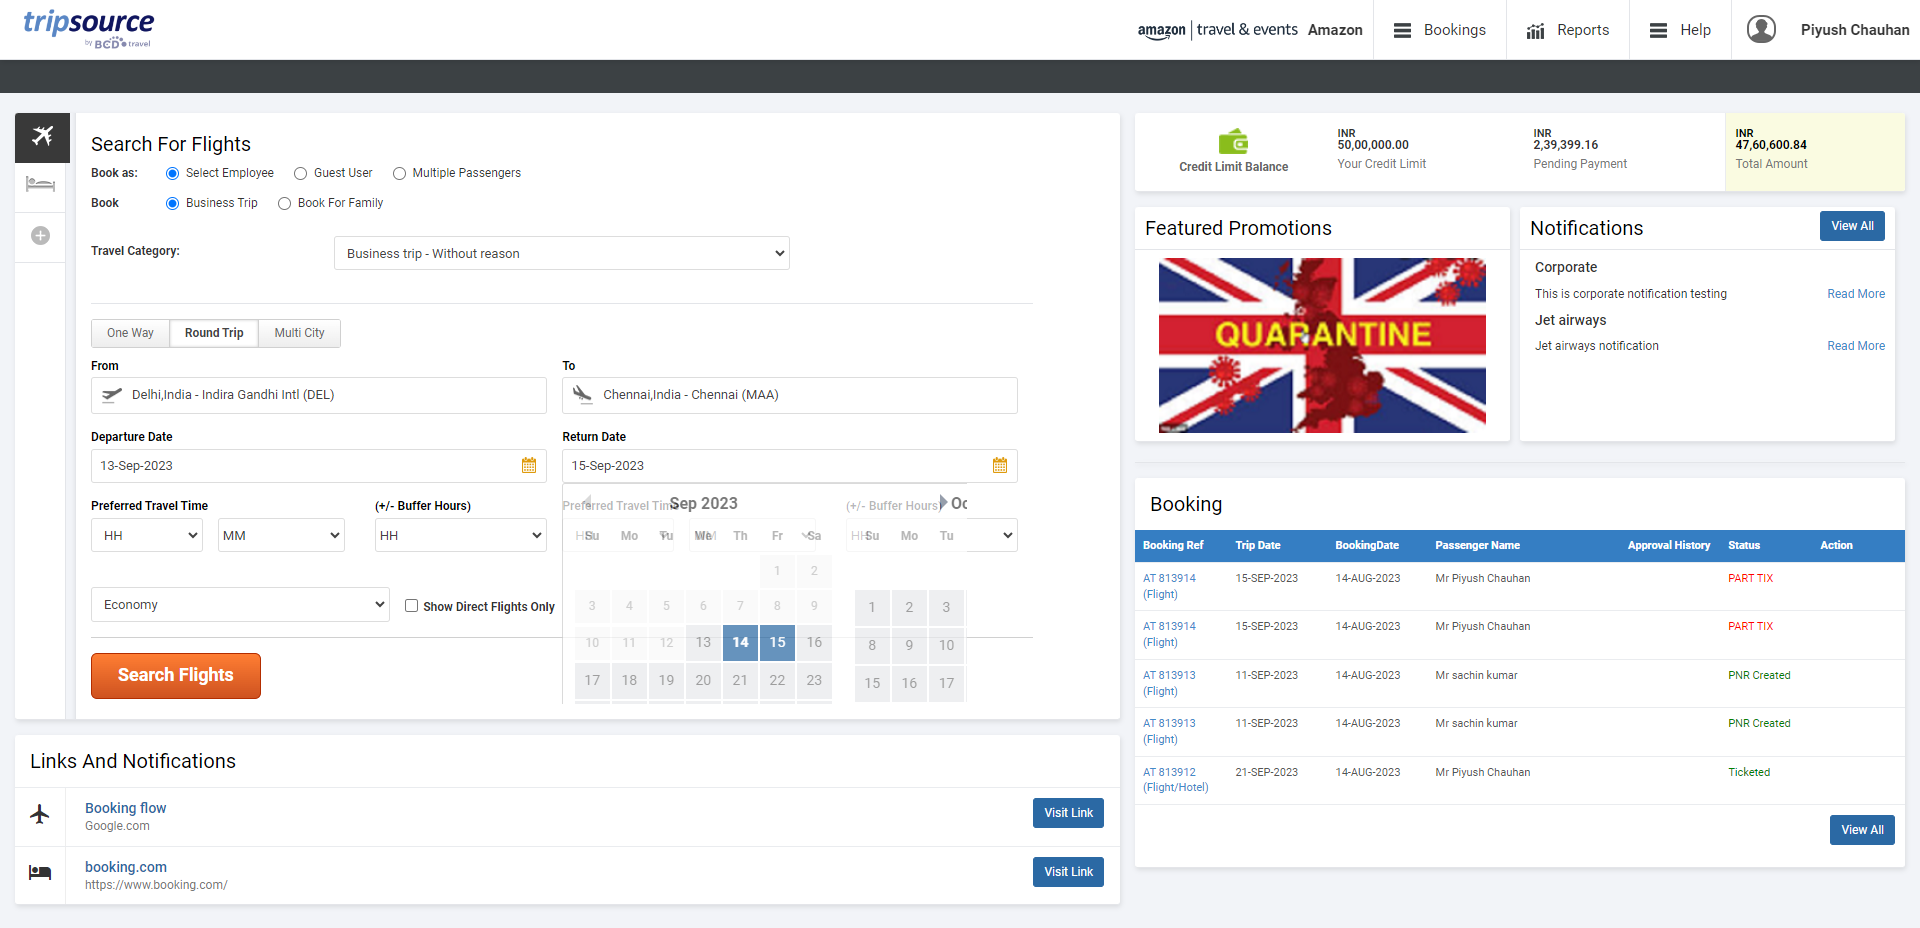 tripsource
by BCD travel
amazon travel & events Amazon
Bookings
Reports
Help
Piyush Chauhan
Search For Flights
Book as: Select Employee Guest User Multiple Passengers
Book Business Trip Book For Family
Travel Category: Business trip - Without reason
One Way Round Trip Multi City
From To
Delhi,India - Indira Gandhi Intl (DEL) Chennai,India - Chennai (MAA)
Departure Date Return Date
13-Sep-2023 15-Sep-2023
Preferred Travel Time (+/- Buffer Hours) Preferred Travel Time (+/- Buffer Hours)
HH MM HH HH MM HH
Sep 2023 Oc
Su Mo Tu We Th Fr Sa Su Mo Tu
1 2
3 4 5 6 7 8 9 1 2 3
10 11 12 13 14 15 16 8 9 10
17 18 19 20 21 22 23 15 16 17
Economy Show Direct Flights Only
Search Flights
Links And Notifications
Booking flow
Google.com
Visit Link
booking.com
https://www.booking.com/
Visit Link
Credit Limit Balance
INR
50,00,000.00
Your Credit Limit
INR
2,39,399.16
Pending Payment
INR
47,60,600.84
Total Amount
Featured Promotions
QUARANTINE
Notifications View All
Corporate
This is corporate notification testing Read More
Jet airways
Jet airways notification Read More
Booking
Booking Ref Trip Date BookingDate Passenger Name Approval History Status Action
AT 813914 15-SEP-2023 14-AUG-2023 Mr Piyush Chauhan PART TIX
(Flight)
AT 813914 15-SEP-2023 14-AUG-2023 Mr Piyush Chauhan PART TIX
(Flight)
AT 813913 11-SEP-2023 14-AUG-2023 Mr sachin kumar PNR Created
(Flight)
AT 813913 11-SEP-2023 14-AUG-2023 Mr sachin kumar PNR Created
(Flight)
AT 813912 21-SEP-2023 14-AUG-2023 Mr Piyush Chauhan Ticketed
(Flight/Hotel)
View All